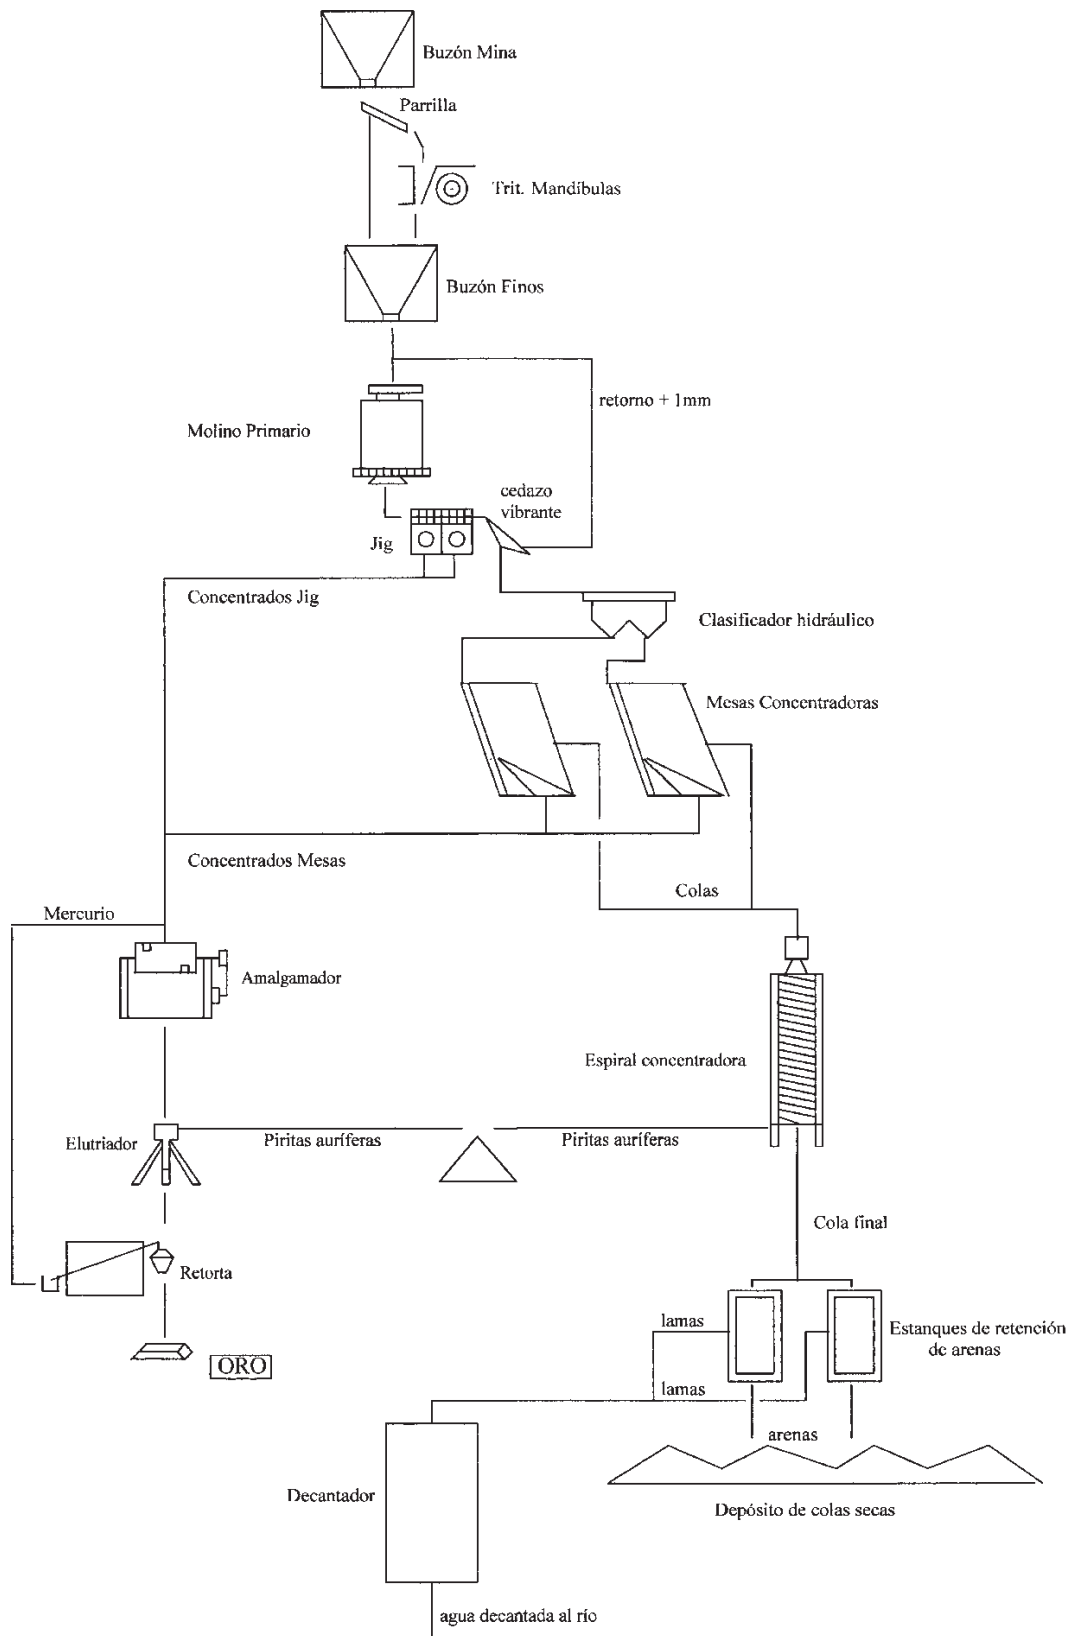 Buzón Mina
Parrilla
Trit. Mandíbulas
Buzón Finos
retorno + 1mm
Molino Primario
cedazo
vibrante
Jig
Concentrados Jig
Clasificador hidráulico
Mesas Concentradoras
Concentrados Mesas
Colas
Mercurio
Amalgamador
Espiral concentradora
Elutriador
Piritas auríferas
Piritas auríferas
Cola final
Retorta
lamas
Estanques de retención
de arenas
ORO
lamas
arenas
Decantador
Depósito de colas secas
agua decantada al río